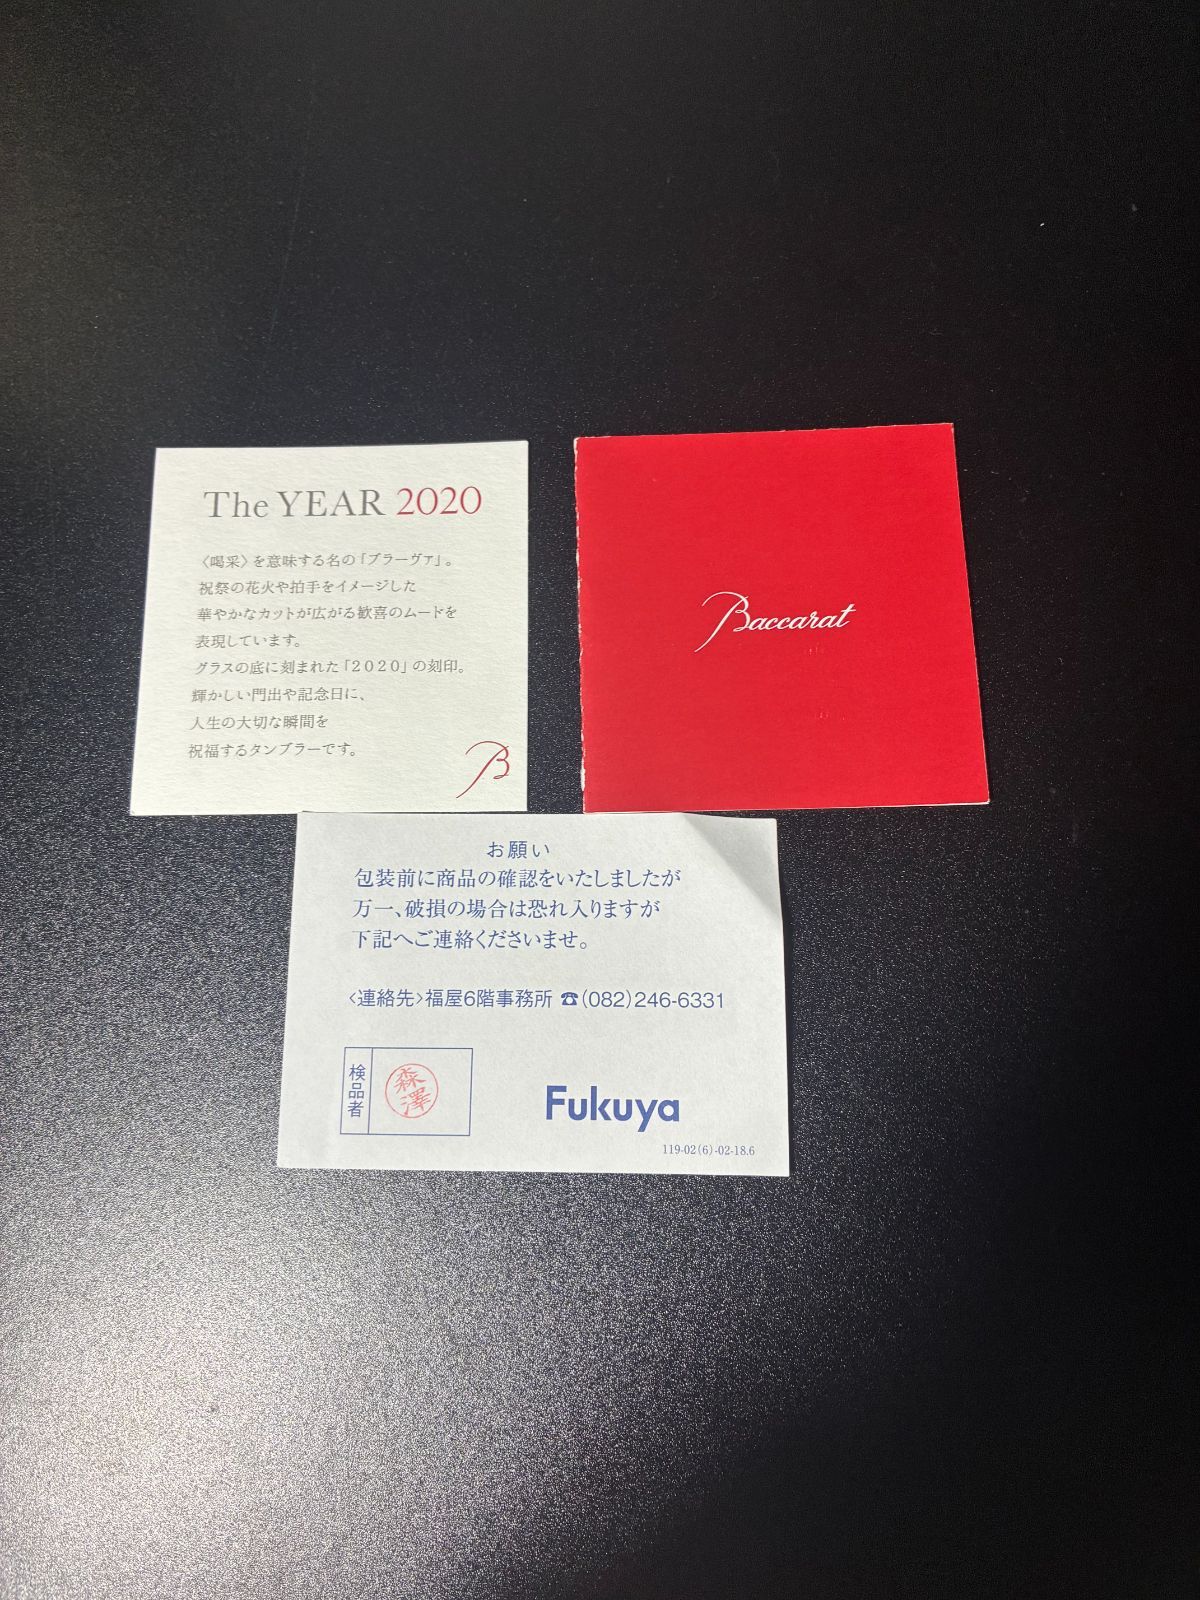 The YEAR 2020
〈喝采〉を意味する名の「ブラーヴァ」。
祝祭の花火や拍手をイメージした
華やかなカットが広がる歓喜のムードを
表現しています。
グラスの底に刻まれた「2020」の刻印。
輝かしい門出や記念日に、
人生の大切な瞬間を
祝福するタンブラーです。
B
Baccarat
お願い
包装前に商品の確認をいたしましたが
万一、破損の場合は恐れ入りますが
下記へご連絡くださいませ。
〈連絡先〉福屋6階事務所 ☎(082)246-6331
検品者
森澤
Fukuya
119-02(6)-02-18.6